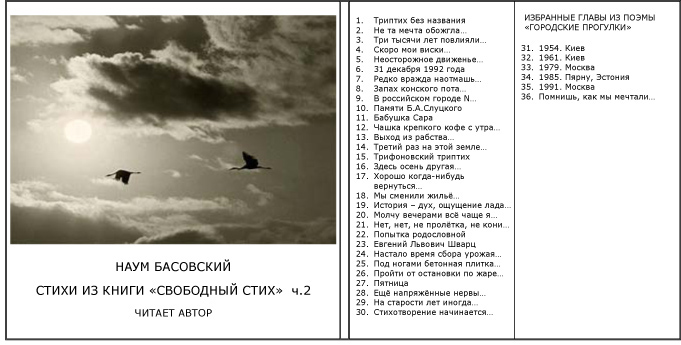 НАУМ БАСОВСКИЙ
СТИХИ ИЗ КНИГИ «СВОБОДНЫЙ СТИХ» ч.2
ЧИТАЕТ АВТОР
1. Триптих без названия
2. Не та мечта обожгла…
3. Три тысячи лет повлияли…
4. Скоро мои виски…
5. Неосторожное движенье…
6. 31 декабря 1992 года
7. Редко вражда наотмашь…
8. Запах конского пота…
9. В российском городе N…
10. Памяти Б.А.Слуцкого
11. Бабушка Сара
12. Чашка крепкого кофе с утра…
13. Выход из рабства…
14. Третий раз на этой земле…
15. Трифоновский триптих
16. Здесь осень другая…
17. Хорошо когда-нибудь
вернуться…
18. Мы сменили жильё…
19. История – дух, ощущение лада…
20. Молчу вечерами всё чаще я…
21. Нет, нет, не пролётка, не кони…
22. Попытка родословной
23. Евгений Львович Шварц
24. Настало время сбора урожая…
25. Под ногами бетонная плитка…
26. Пройти от остановки по жаре…
27. Пятница
28. Ещё напряжённые нервы…
29. На старости лет иногда…
30. Стихотворение начинается…
ИЗБРАННЫЕ ГЛАВЫ ИЗ ПОЭМЫ
«ГОРОДСКИЕ ПРОГУЛКИ»
31. 1954. Киев
32. 1961. Киев
33. 1979. Москва
34. 1985. Пярну, Эстония
35. 1991. Москва
36. Помнишь, как мы мечтали…